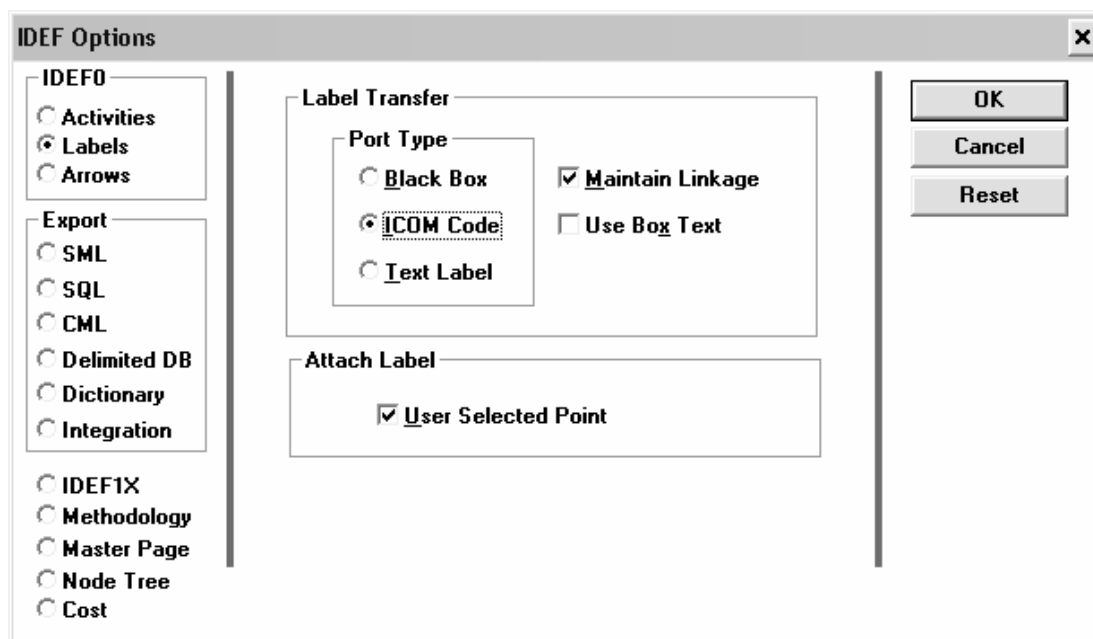 IDEF Options
IDEF0
Activities
Labels
Arrows
Export
SML
SQL
CML
Delimited DB
Dictionary
Integration
IDEF1X
Methodology
Master Page
Node Tree
Cost
Label Transfer
Port Type
Black Box
ICOM Code
Text Label
Maintain Linkage
Use Box Text
Attach Label
User Selected Point
OK
Cancel
Reset